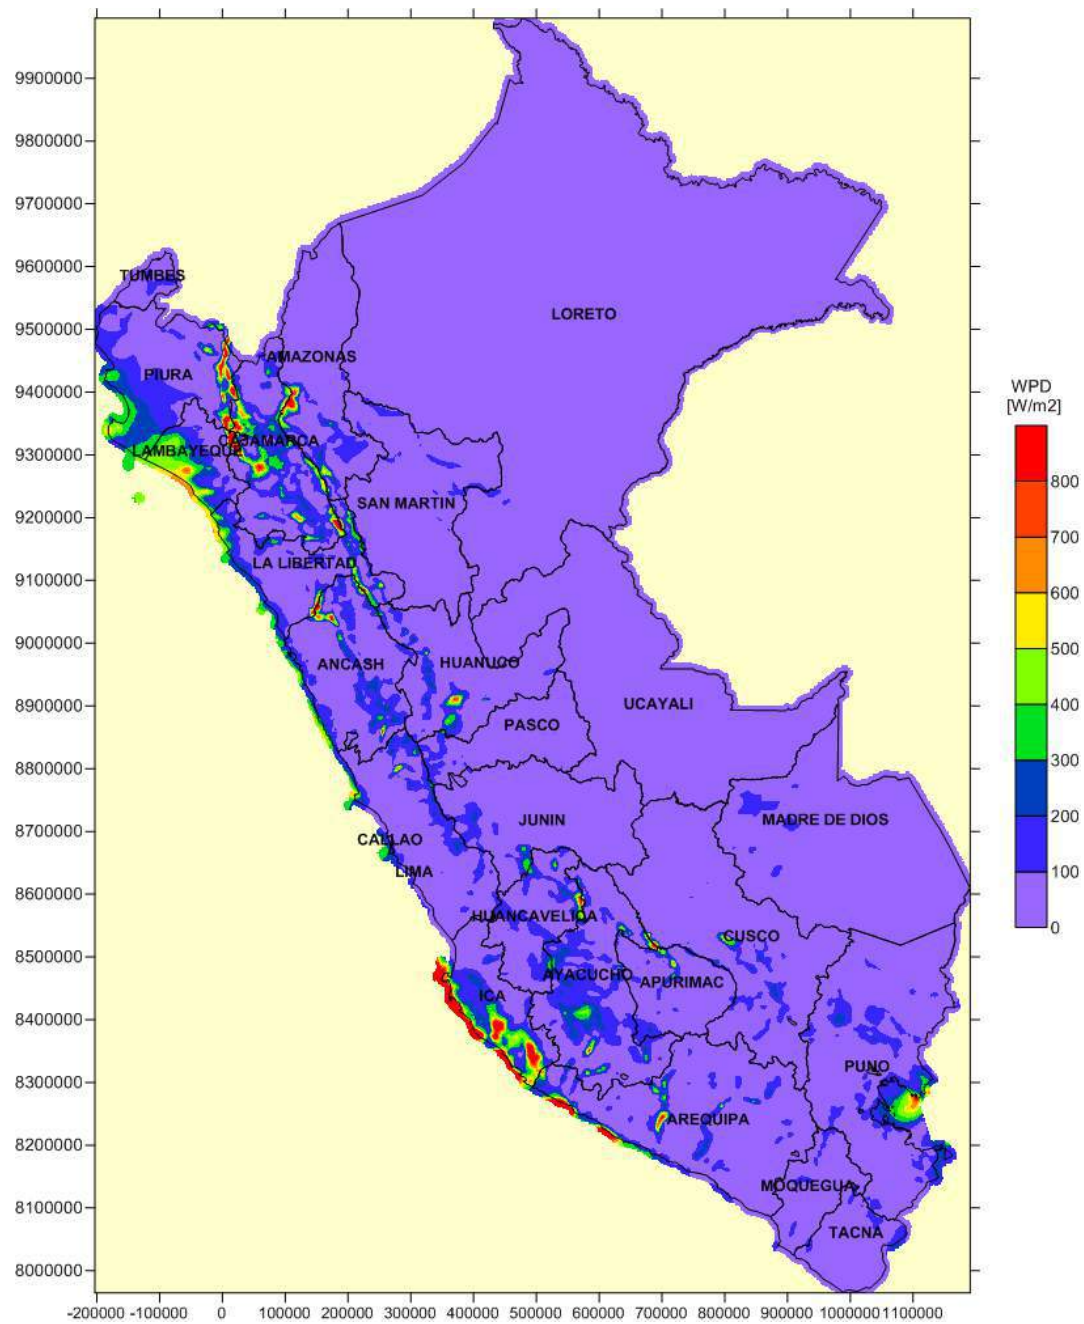 9900000
9800000
9700000
9600000
9500000
9400000
9300000
9200000
9100000
9000000
8900000
8800000
8700000
8600000
8500000
8400000
8300000
8200000
8100000
8000000
TUMBES
LORETO
AMAZONAS
PIURA
CAJAMARCA
LAMBAYEQUE
SAN MARTIN
LA LIBERTAD
ANCASH
HUANUCO
UCAYALI
PASCO
JUNIN
MADRE DE DIOS
CALLAO
LIMA
HUANCAVELICA
CUSCO
AYACUCHO
APURIMAC
ICA
PUNO
AREQUIPA
MOQUEGUA
TACNA
WPD
[W/m2]
800
700
600
500
400
300
200
100
0
-200000 -100000 0 100000 200000 300000 400000 500000 600000 700000 800000 900000 1000000 1100000